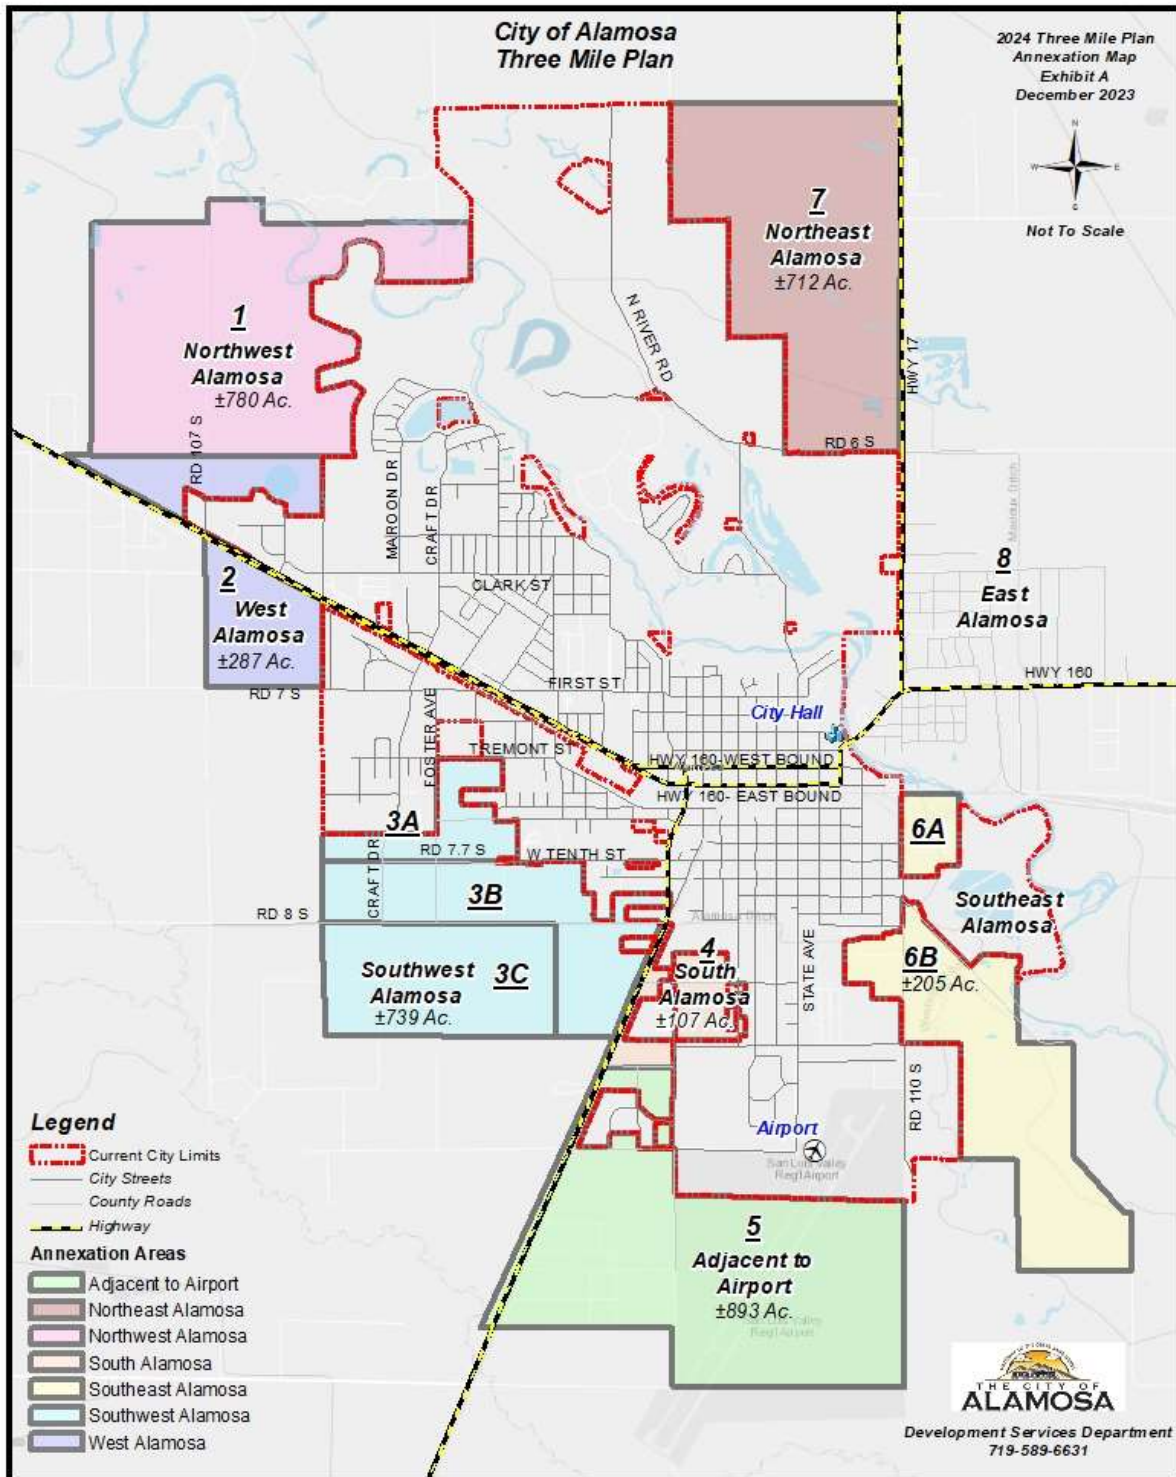 City of Alamosa
Three Mile Plan
2024 Three Mile Plan
Annexation Map
Exhibit A
December 2023
N
W
E
S
Not To Scale
7
Northeast
Alamosa
±712 Ac.
1
Northwest
Alamosa
±780 Ac.
N RIVER RD
HWY 17
RD 107 S
RD 6 S
MAROON DR
CRAFT DR
CLARK ST
2
West
Alamosa
±287 Ac.
8
East
Alamosa
HWY 160
RD 7 S
FIRST ST
City Hall
FOSTER AVE
TREMONT ST
HWY 160-WEST BOUND
HWY 160- EAST BOUND
3A
RD 7.7 S
W TENTH ST
CRAFT DR
3B
RD 8 S
6A
Southeast
Alamosa
Southwest
Alamosa
±739 Ac.
3C
4
South
Alamosa
±107 Ac.
STATE AVE
6B
±205 Ac.
RD 110 S
Airport
San Luis Valley
Reg'l Airport
5
Adjacent to
Airport
±893 Ac.
San Luis Valley
Reg'l Airport
Legend
Current City Limits
City Streets
County Roads
Highway
Annexation Areas
Adjacent to Airport
Northeast Alamosa
Northwest Alamosa
South Alamosa
Southeast Alamosa
Southwest Alamosa
West Alamosa
THE CITY OF
ALAMOSA
Development Services Department
719-589-6631